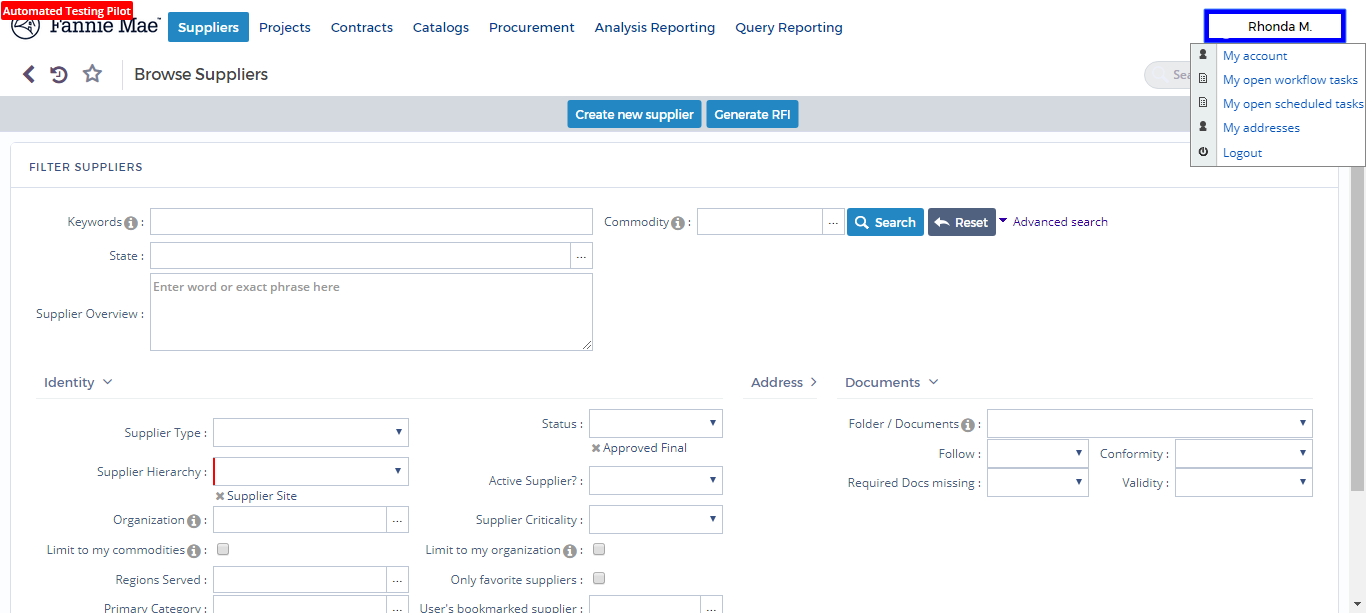 Automated Testing Pilot
Fannie Mae
Suppliers Projects Contracts Catalogs Procurement Analysis Reporting Query Reporting
Rhonda M.
My account
My open workflow tasks
My open scheduled tasks
My addresses
Logout
Browse Suppliers
Create new supplier Generate RFI
FILTER SUPPLIERS
Keywords : Commodity : ... Search Reset Advanced search
State : ...
Supplier Overview : Enter word or exact phrase here
Identity Address Documents
Supplier Type : Status : Folder / Documents :
Approved Final
Supplier Hierarchy : Follow : Conformity :
Supplier Site Active Supplier? : Required Docs missing : Validity :
Organization : ... Supplier Criticality :
Limit to my commodities : Limit to my organization :
Regions Served : ... Only favorite suppliers :
Primary Category : ... User's bookmarked supplier : ...